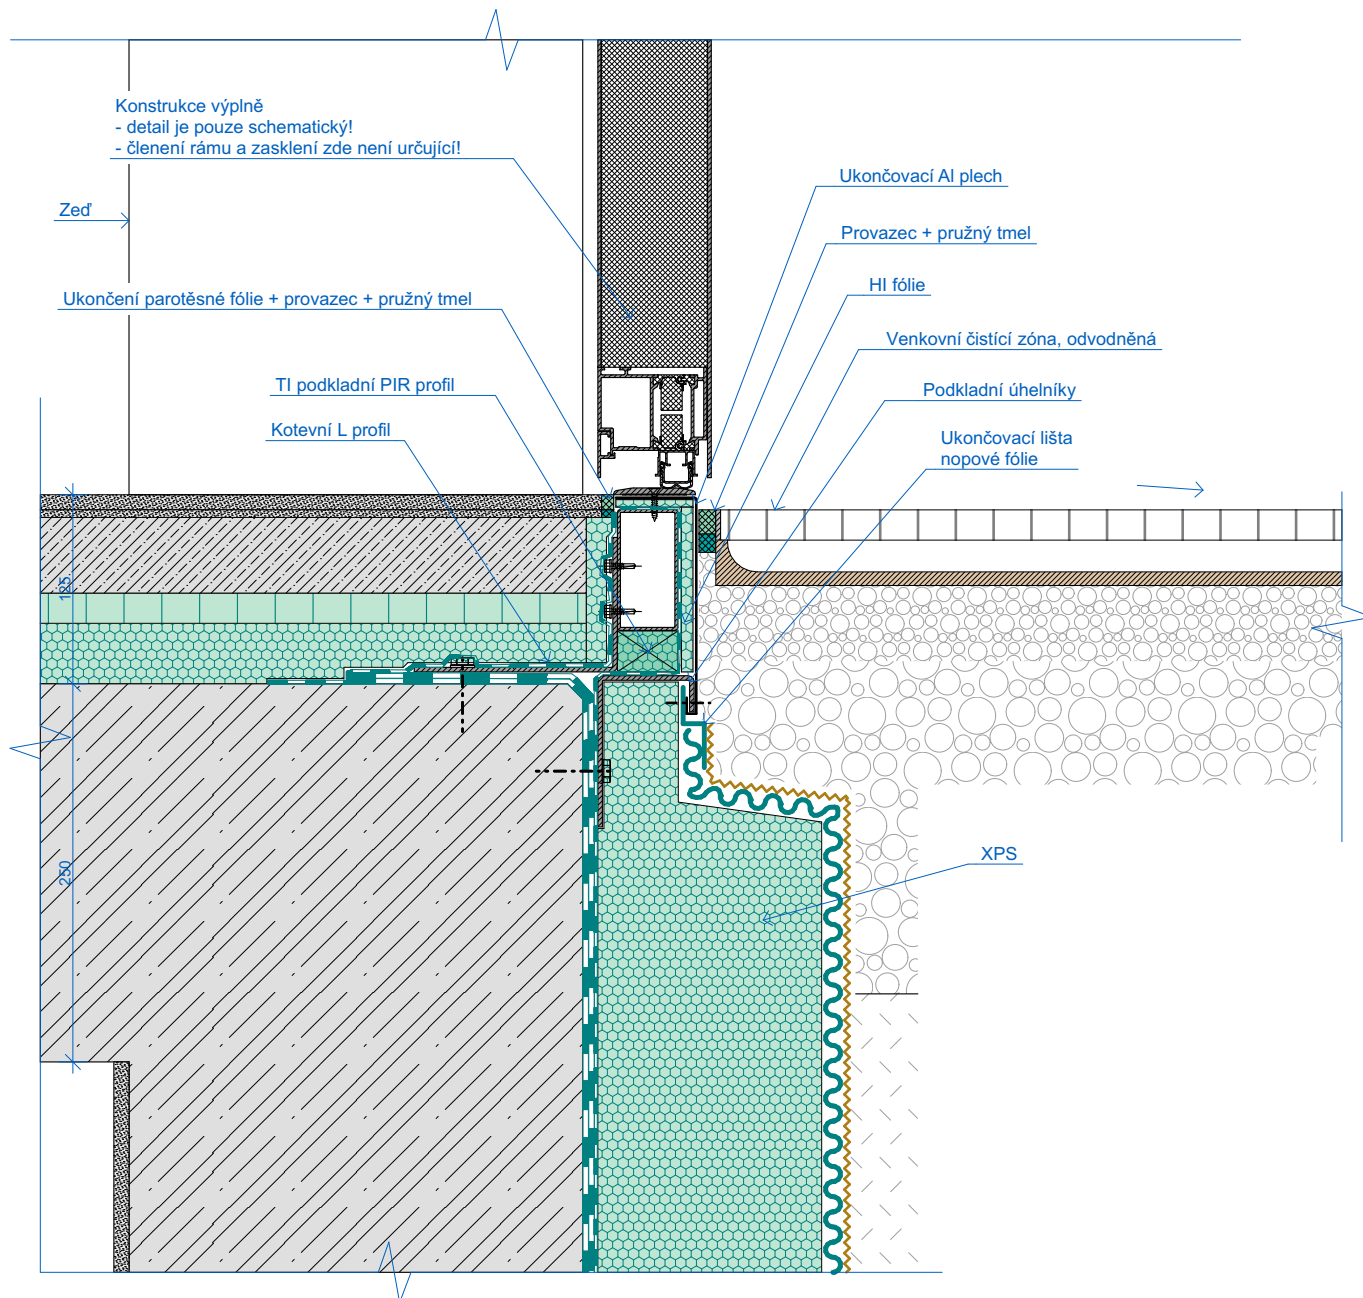 Konstrukce výplně
- detail je pouze schematický!
- členení rámu a zasklení zde není určující!
Zeď
Ukončovací Al plech
Provazec + pružný tmel
HI fólie
Ukončení parotěsné fólie + provazec + pružný tmel
Venkovní čistící zóna, odvodněná
TI podkladní PIR profil
Podkladní úhelníky
Kotevní L profil
Ukončovací lišta
nopové fólie
125
250
XPS